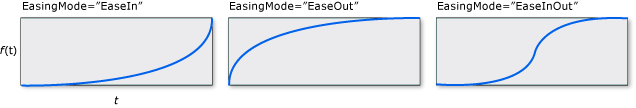 EasingMode="EaseIn"
EasingMode="EaseOut"
EasingMode="EaseInOut"
f(t)
t